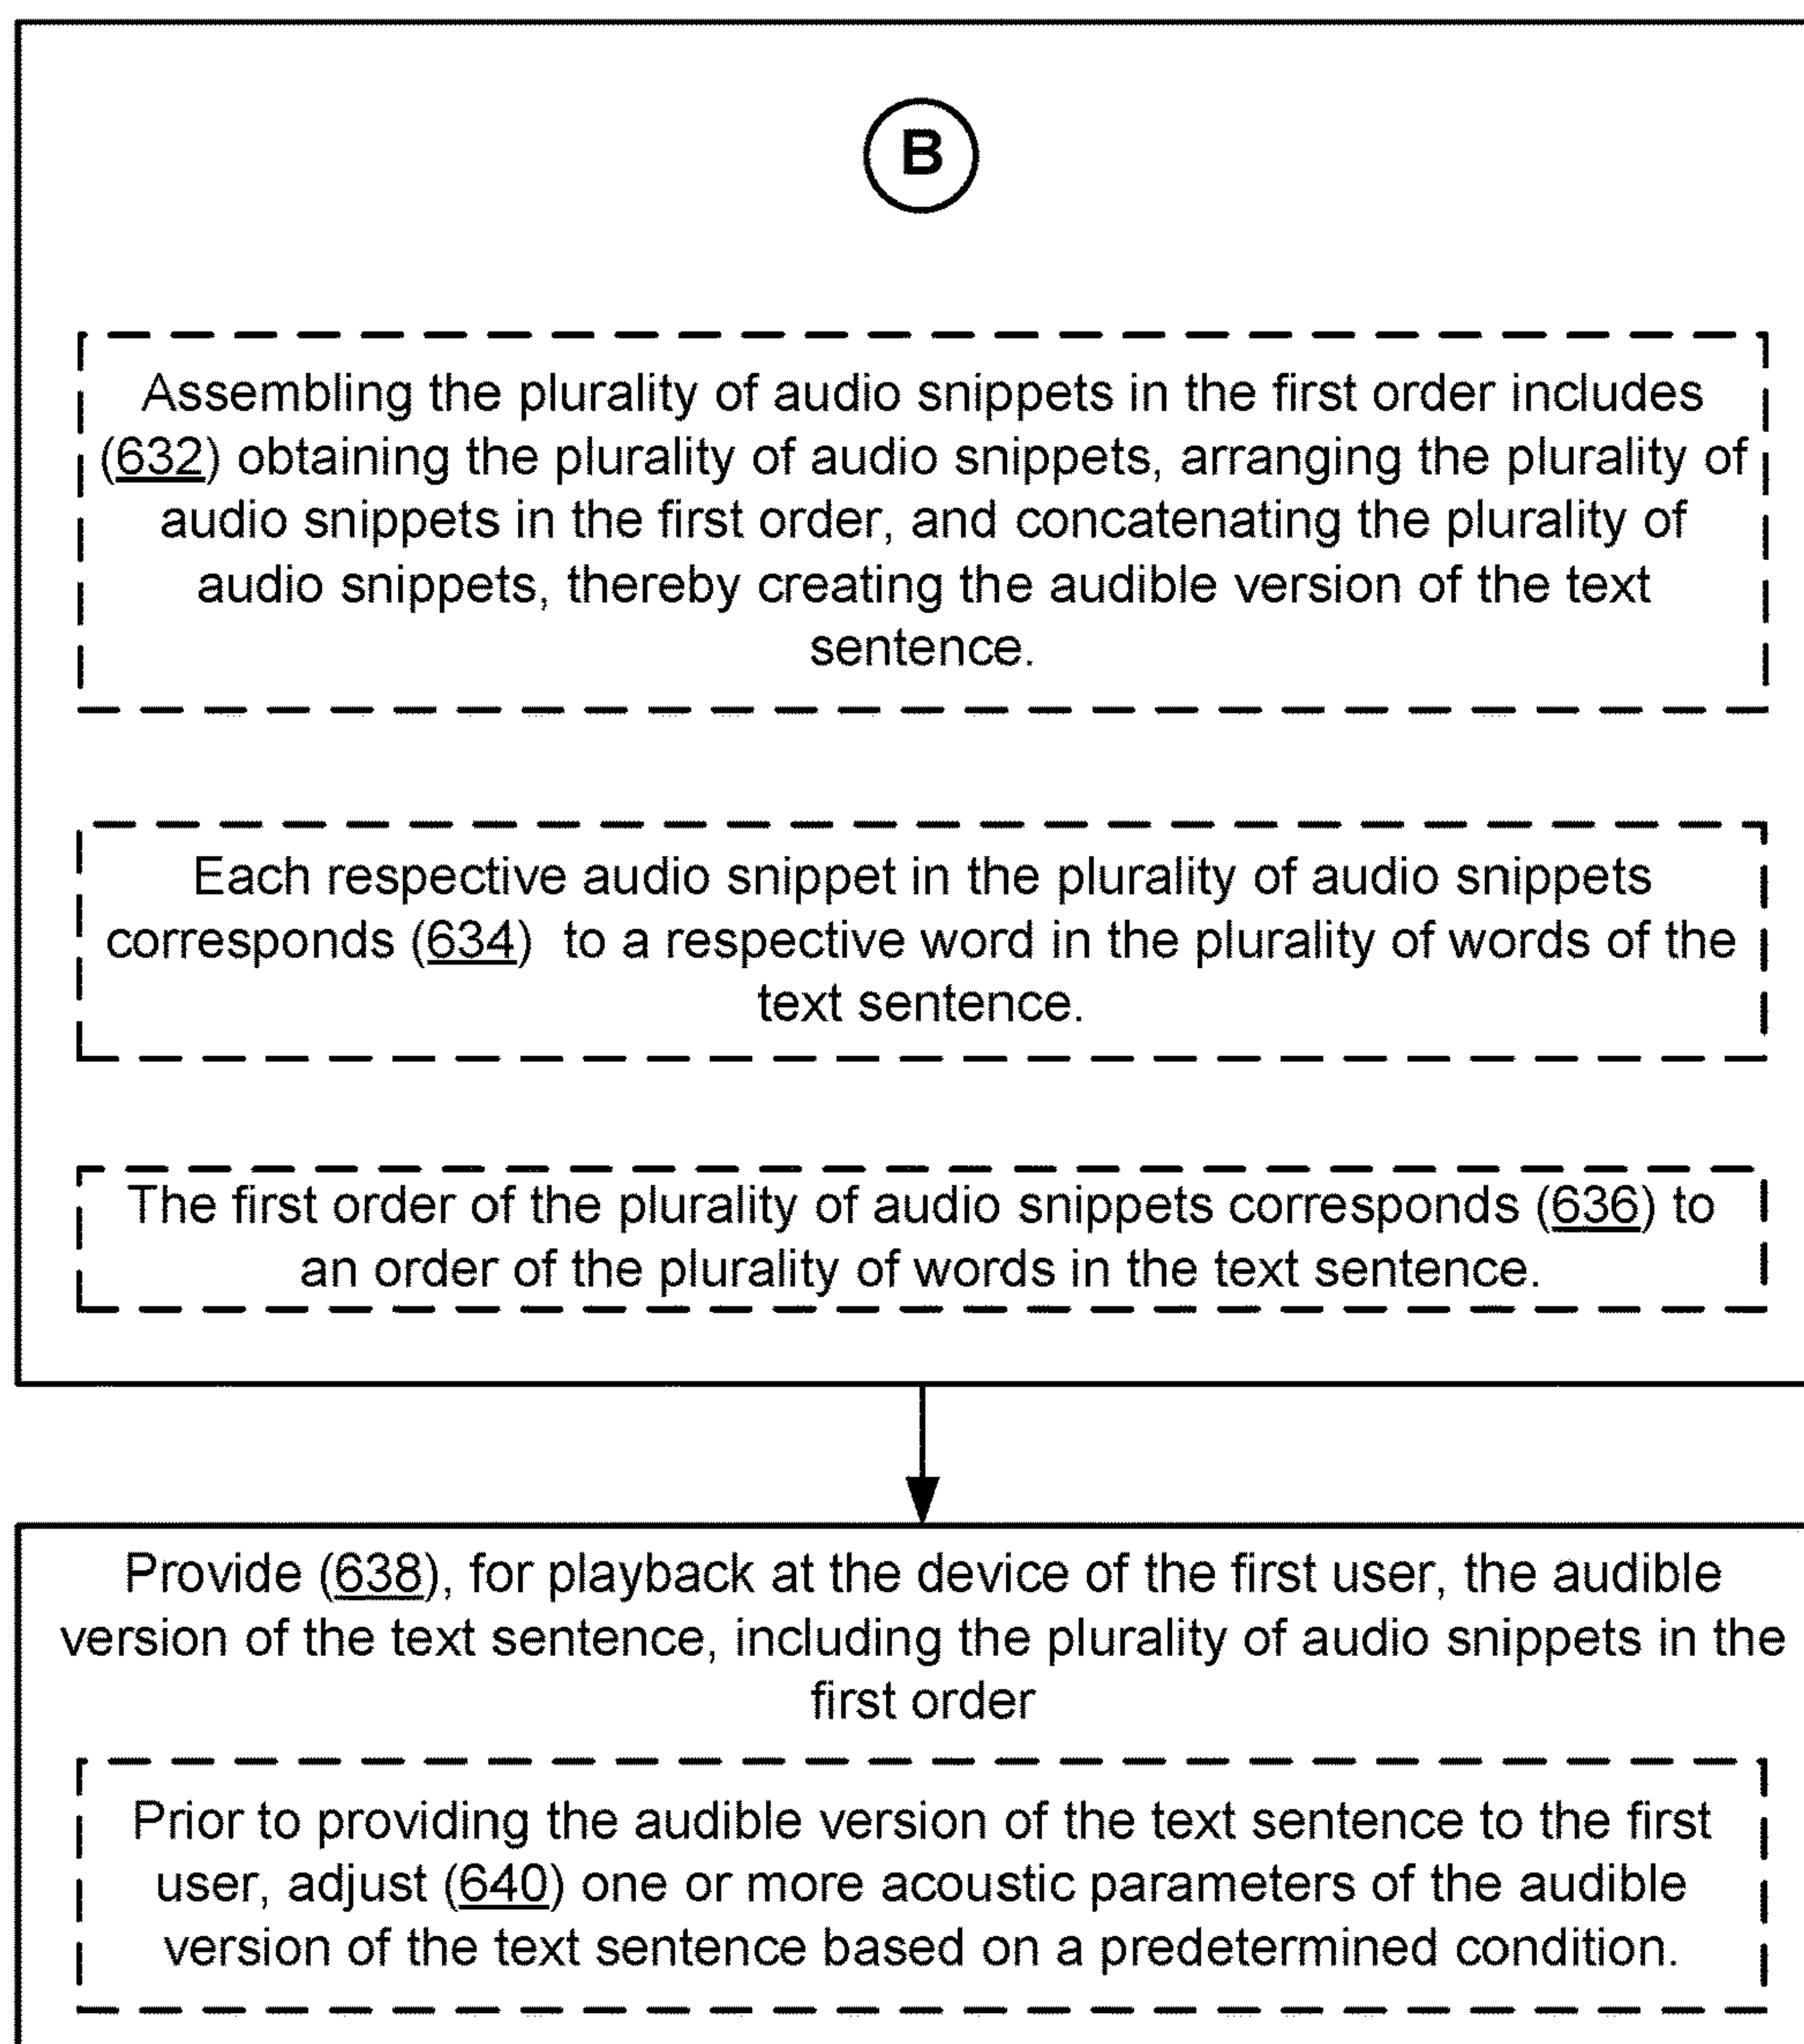 B
Assembling the plurality of audio snippets in the first order includes
(632) obtaining the plurality of audio snippets, arranging the plurality of
audio snippets in the first order, and concatenating the plurality of
audio snippets, thereby creating the audible version of the text
sentence.
Each respective audio snippet in the plurality of audio snippets
corresponds (634) to a respective word in the plurality of words of the
text sentence.
The first order of the plurality of audio snippets corresponds (636) to
an order of the plurality of words in the text sentence.
Provide (638), for playback at the device of the first user, the audible
version of the text sentence, including the plurality of audio snippets in the
first order
Prior to providing the audible version of the text sentence to the first
user, adjust (640) one or more acoustic parameters of the audible
version of the text sentence based on a predetermined condition.